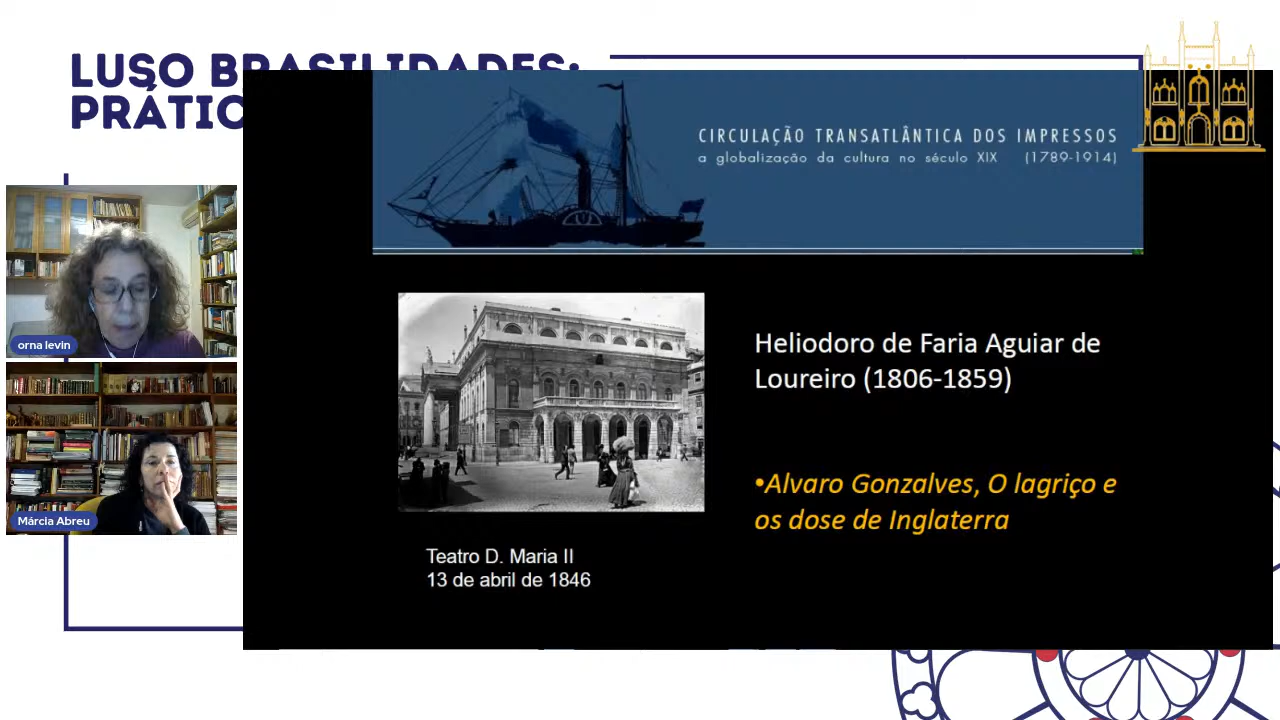 LUSO BRASILIDADES:
PRÁTIC
CIRCULAÇÃO TRANSATLÂNTICA DOS IMPRESSOS
a globalização da cultura no século XIX (1789-1914)
orna levin
Márcia Abreu
Heliodoro de Faria Aguiar de
Loureiro (1806-1859)
•Alvaro Gonzalves, O lagriço e
os dose de Inglaterra
Teatro D. Maria II
13 de abril de 1846